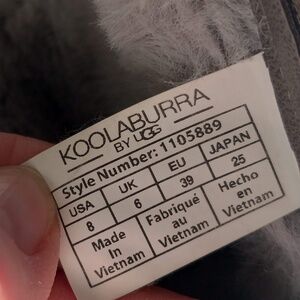 KOOLABURRA
BY UGG
Style Number: 1105889
USA UK EU JAPAN
8 6 39 25
Made Fabriqué Hecho
In au en
Vietnam Vietnam Vietnam